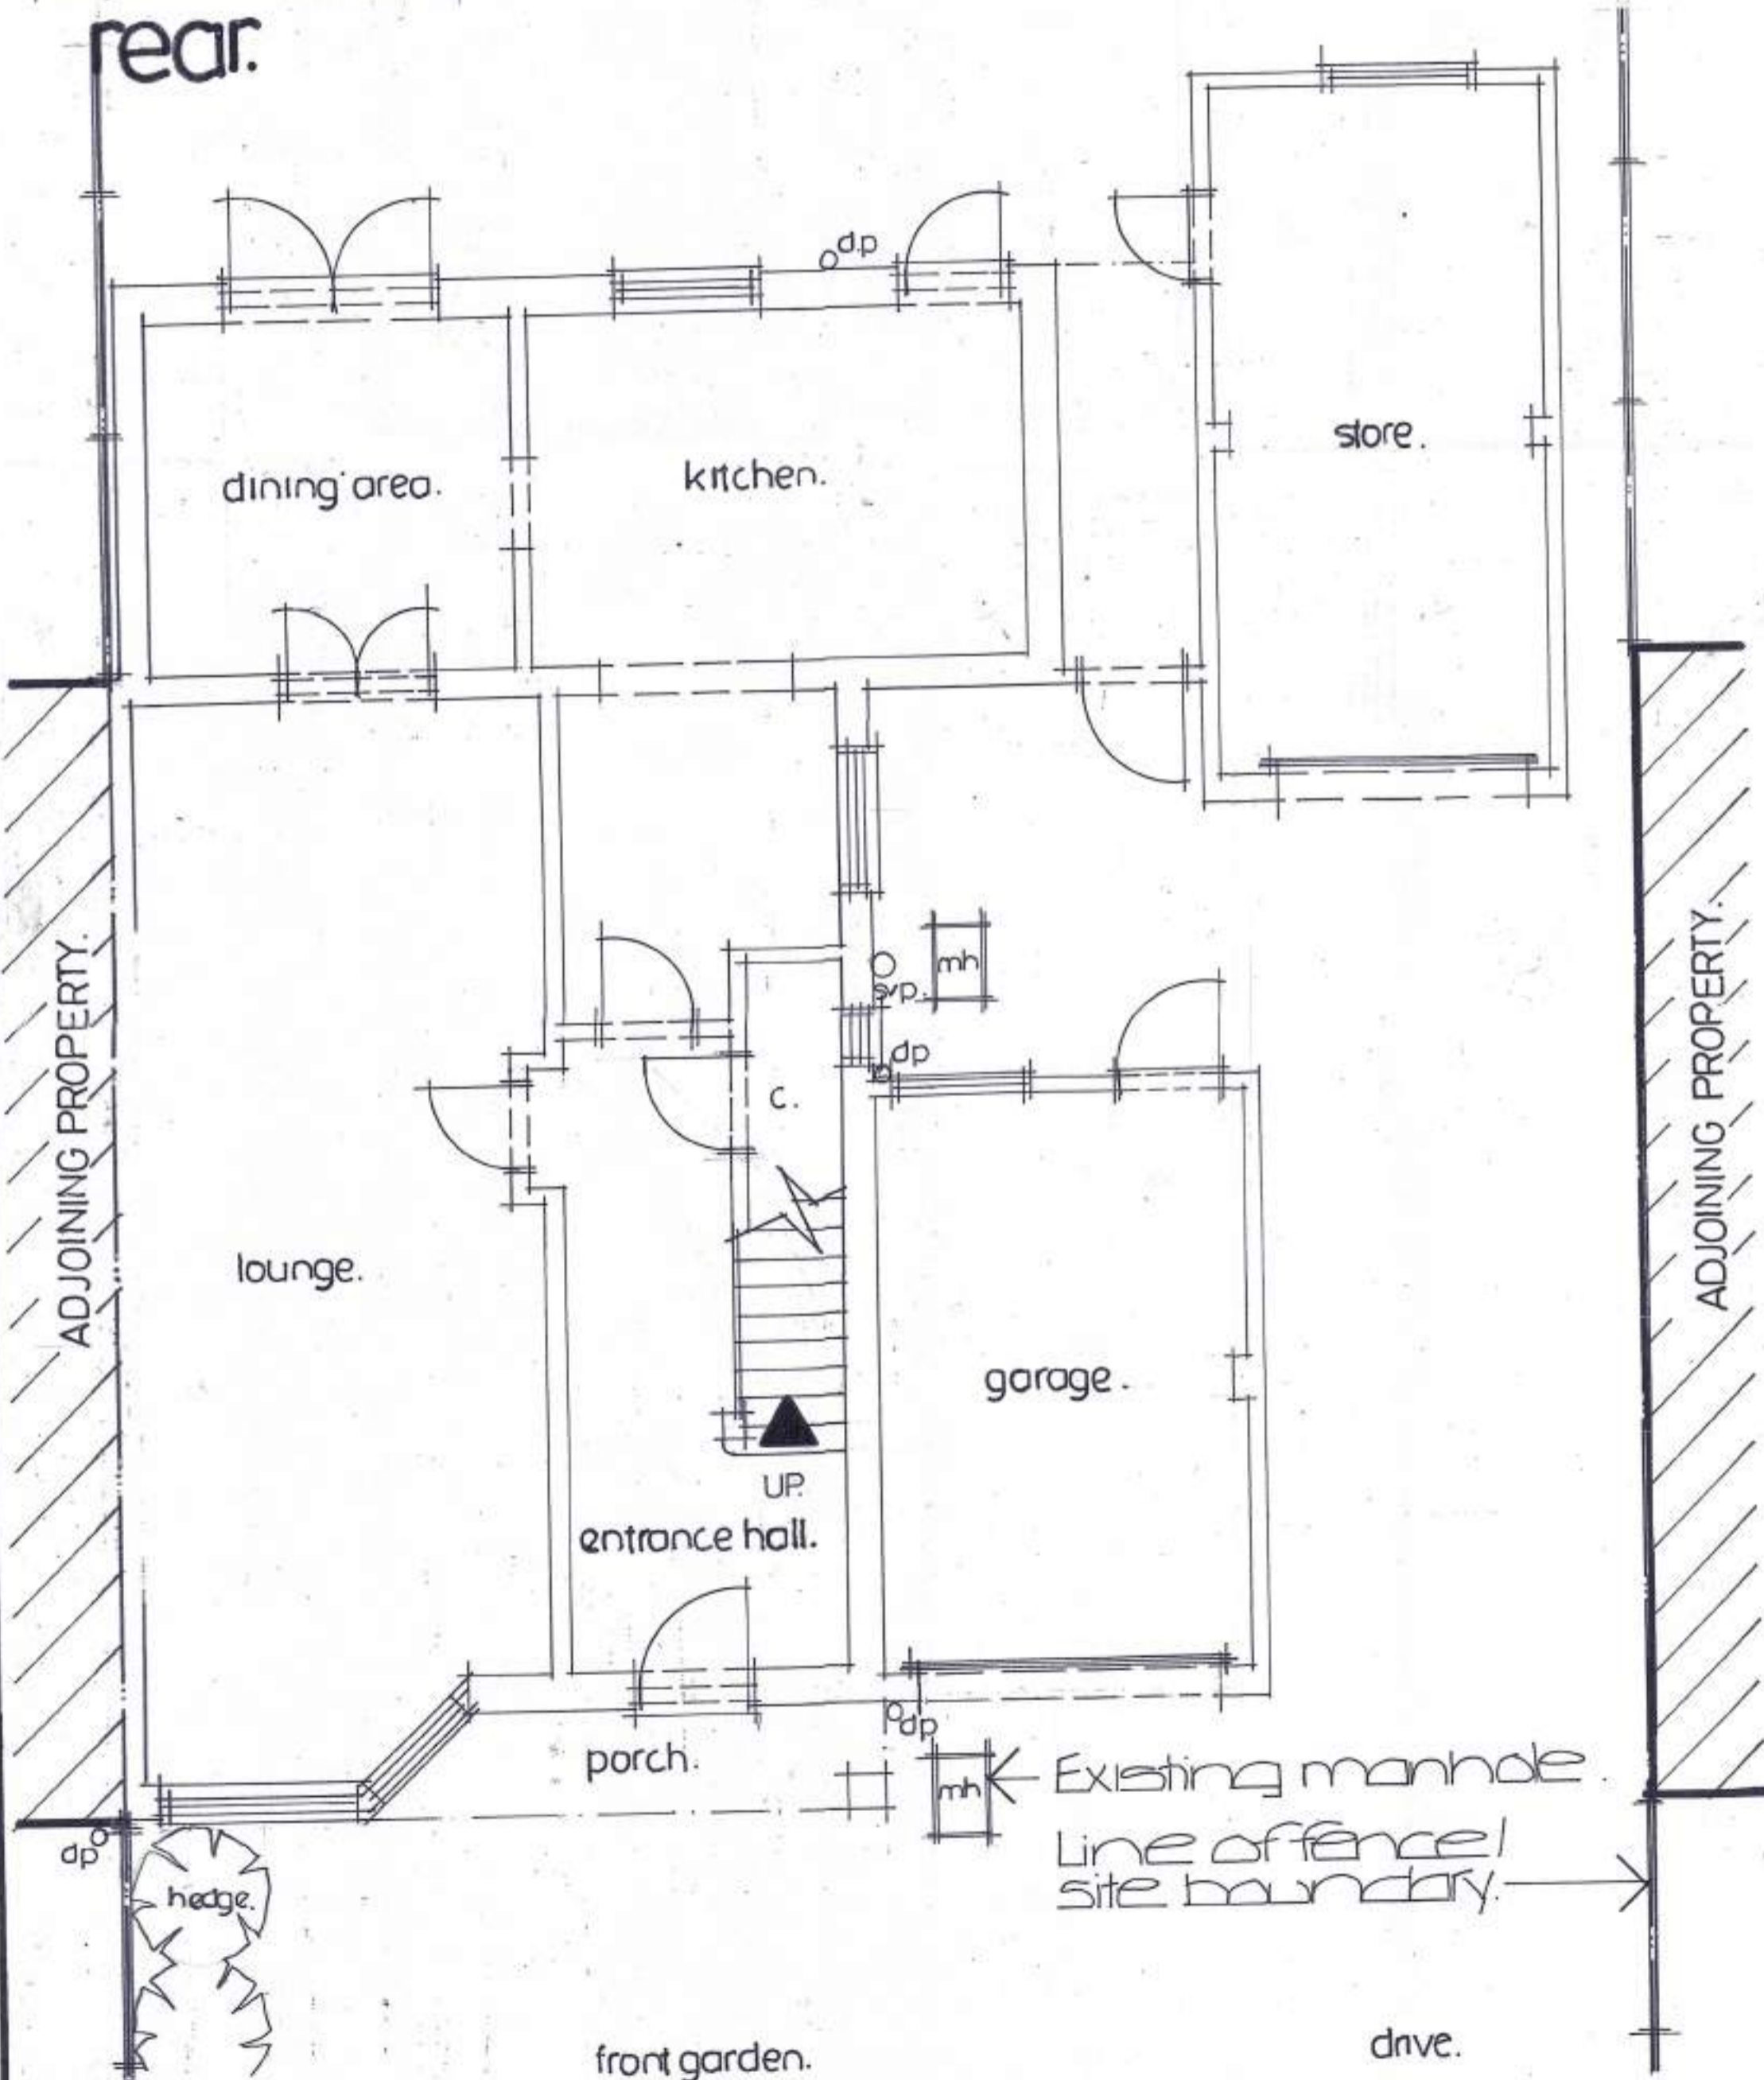 rear.
d.p
store.
dining area.
kitchen.
ADJOINING PROPERTY.
ADJOINING PROPERTY.
mh
svp.
dp
c.
lounge.
garage.
UP.
entrance hall.
dp
porch.
mh
Existing manhole.
Line of fence/
site boundary.
dp
hedge.
front garden.
drive.